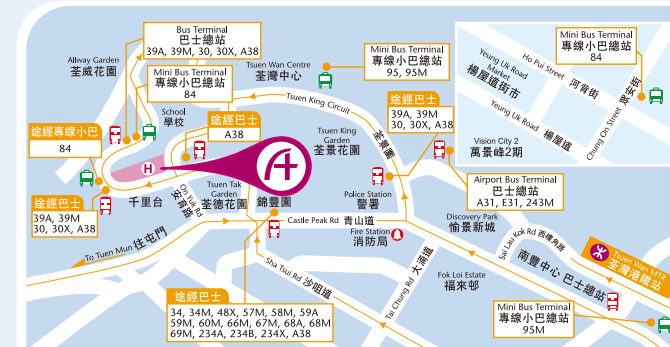 Bus Terminal
巴士總站
39A, 39M, 30, 30X, A38
Allway Garden
荃威花園
Mini Bus Terminal
專線小巴總站
84
School
學校
途經專線小巴
84
途經巴士
A38
Tsuen Wan Centre
荃灣中心
Mini Bus Terminal
專線小巴總站
95, 95M
Tsuen King Circuit
荃景圍
Tsuen King
Garden
荃景花園
途經巴士
39A, 39M
30, 30X, A38
Mini Bus Terminal
專線小巴總站
84
Yeung Uk Road
Market
楊屋道街市
Ho Pui Street 河背街
Yeung Uk Road 楊屋道
Chung On Street 眾安街
Vision City 2
萬景峰2期
Airport Bus Terminal
巴士總站
A31, E31, 243M
H
途經巴士
39A, 39M
30, 30X, A38
千里台
On Yuk Rd
安育路
Tsuen Tak
Garden
荃德花園
錦豐園
Police Station
警署
Castle Peak Rd 青山道
Fire Station
消防局
Discovery Park
愉景新城
Sai Lau Kok Rd 西樓角路
Tsuen Wan MTR
荃灣港鐵站
南豐中心 巴士總站
To Tuen Mun 往屯門
Sha Tsui Rd 沙咀道
Tai Chung Rd 大涌道
Fok Loi Estate
福來邨
途經巴士
34, 34M, 48X, 57M, 58M, 59A
59M, 60M, 66M, 67M, 68A, 68M
69M, 234A, 234B, 234X, A38
Mini Bus Terminal
專線小巴總站
95M